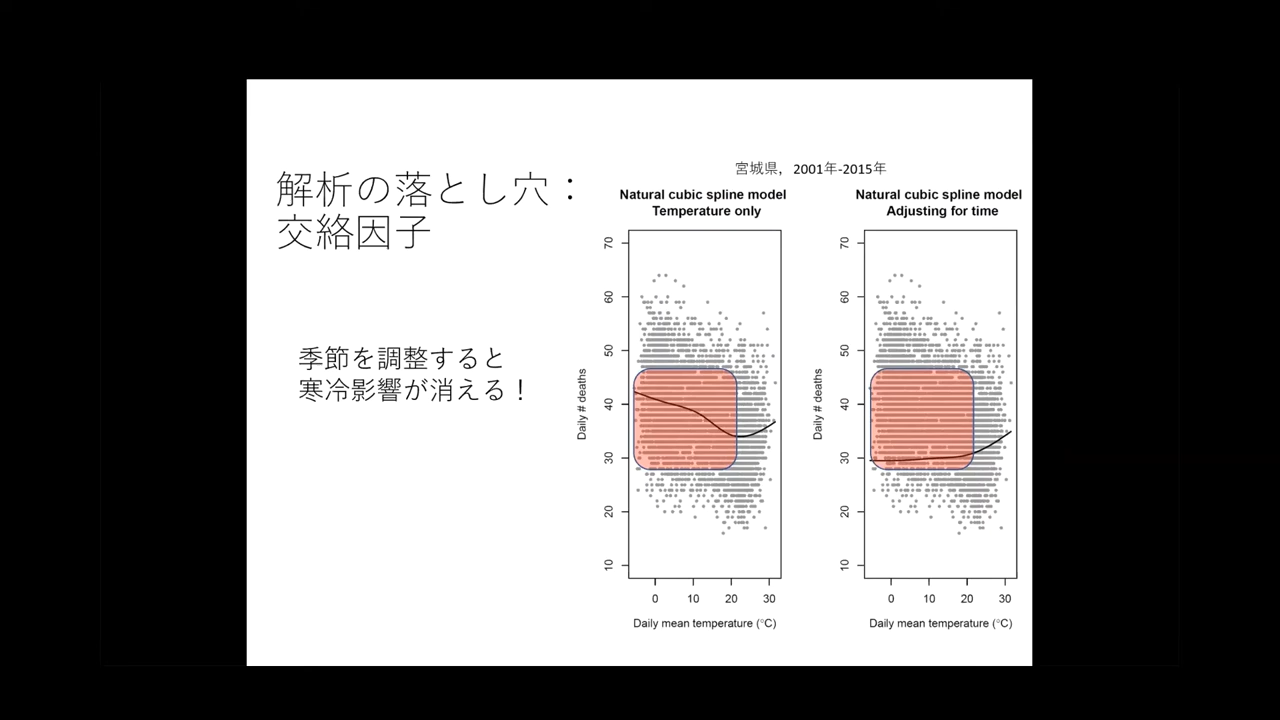 解析の落とし穴：
交絡因子
季節を調整すると
寒冷影響が消える！
宮城県，2001年-2015年
Natural cubic spline model
Temperature only
70
60
50
40
30
20
10
Daily # deaths
0 10 20 30
Daily mean temperature (°C)
Natural cubic spline model
Adjusting for time
70
60
50
40
30
20
10
Daily # deaths
0 10 20 30
Daily mean temperature (°C)